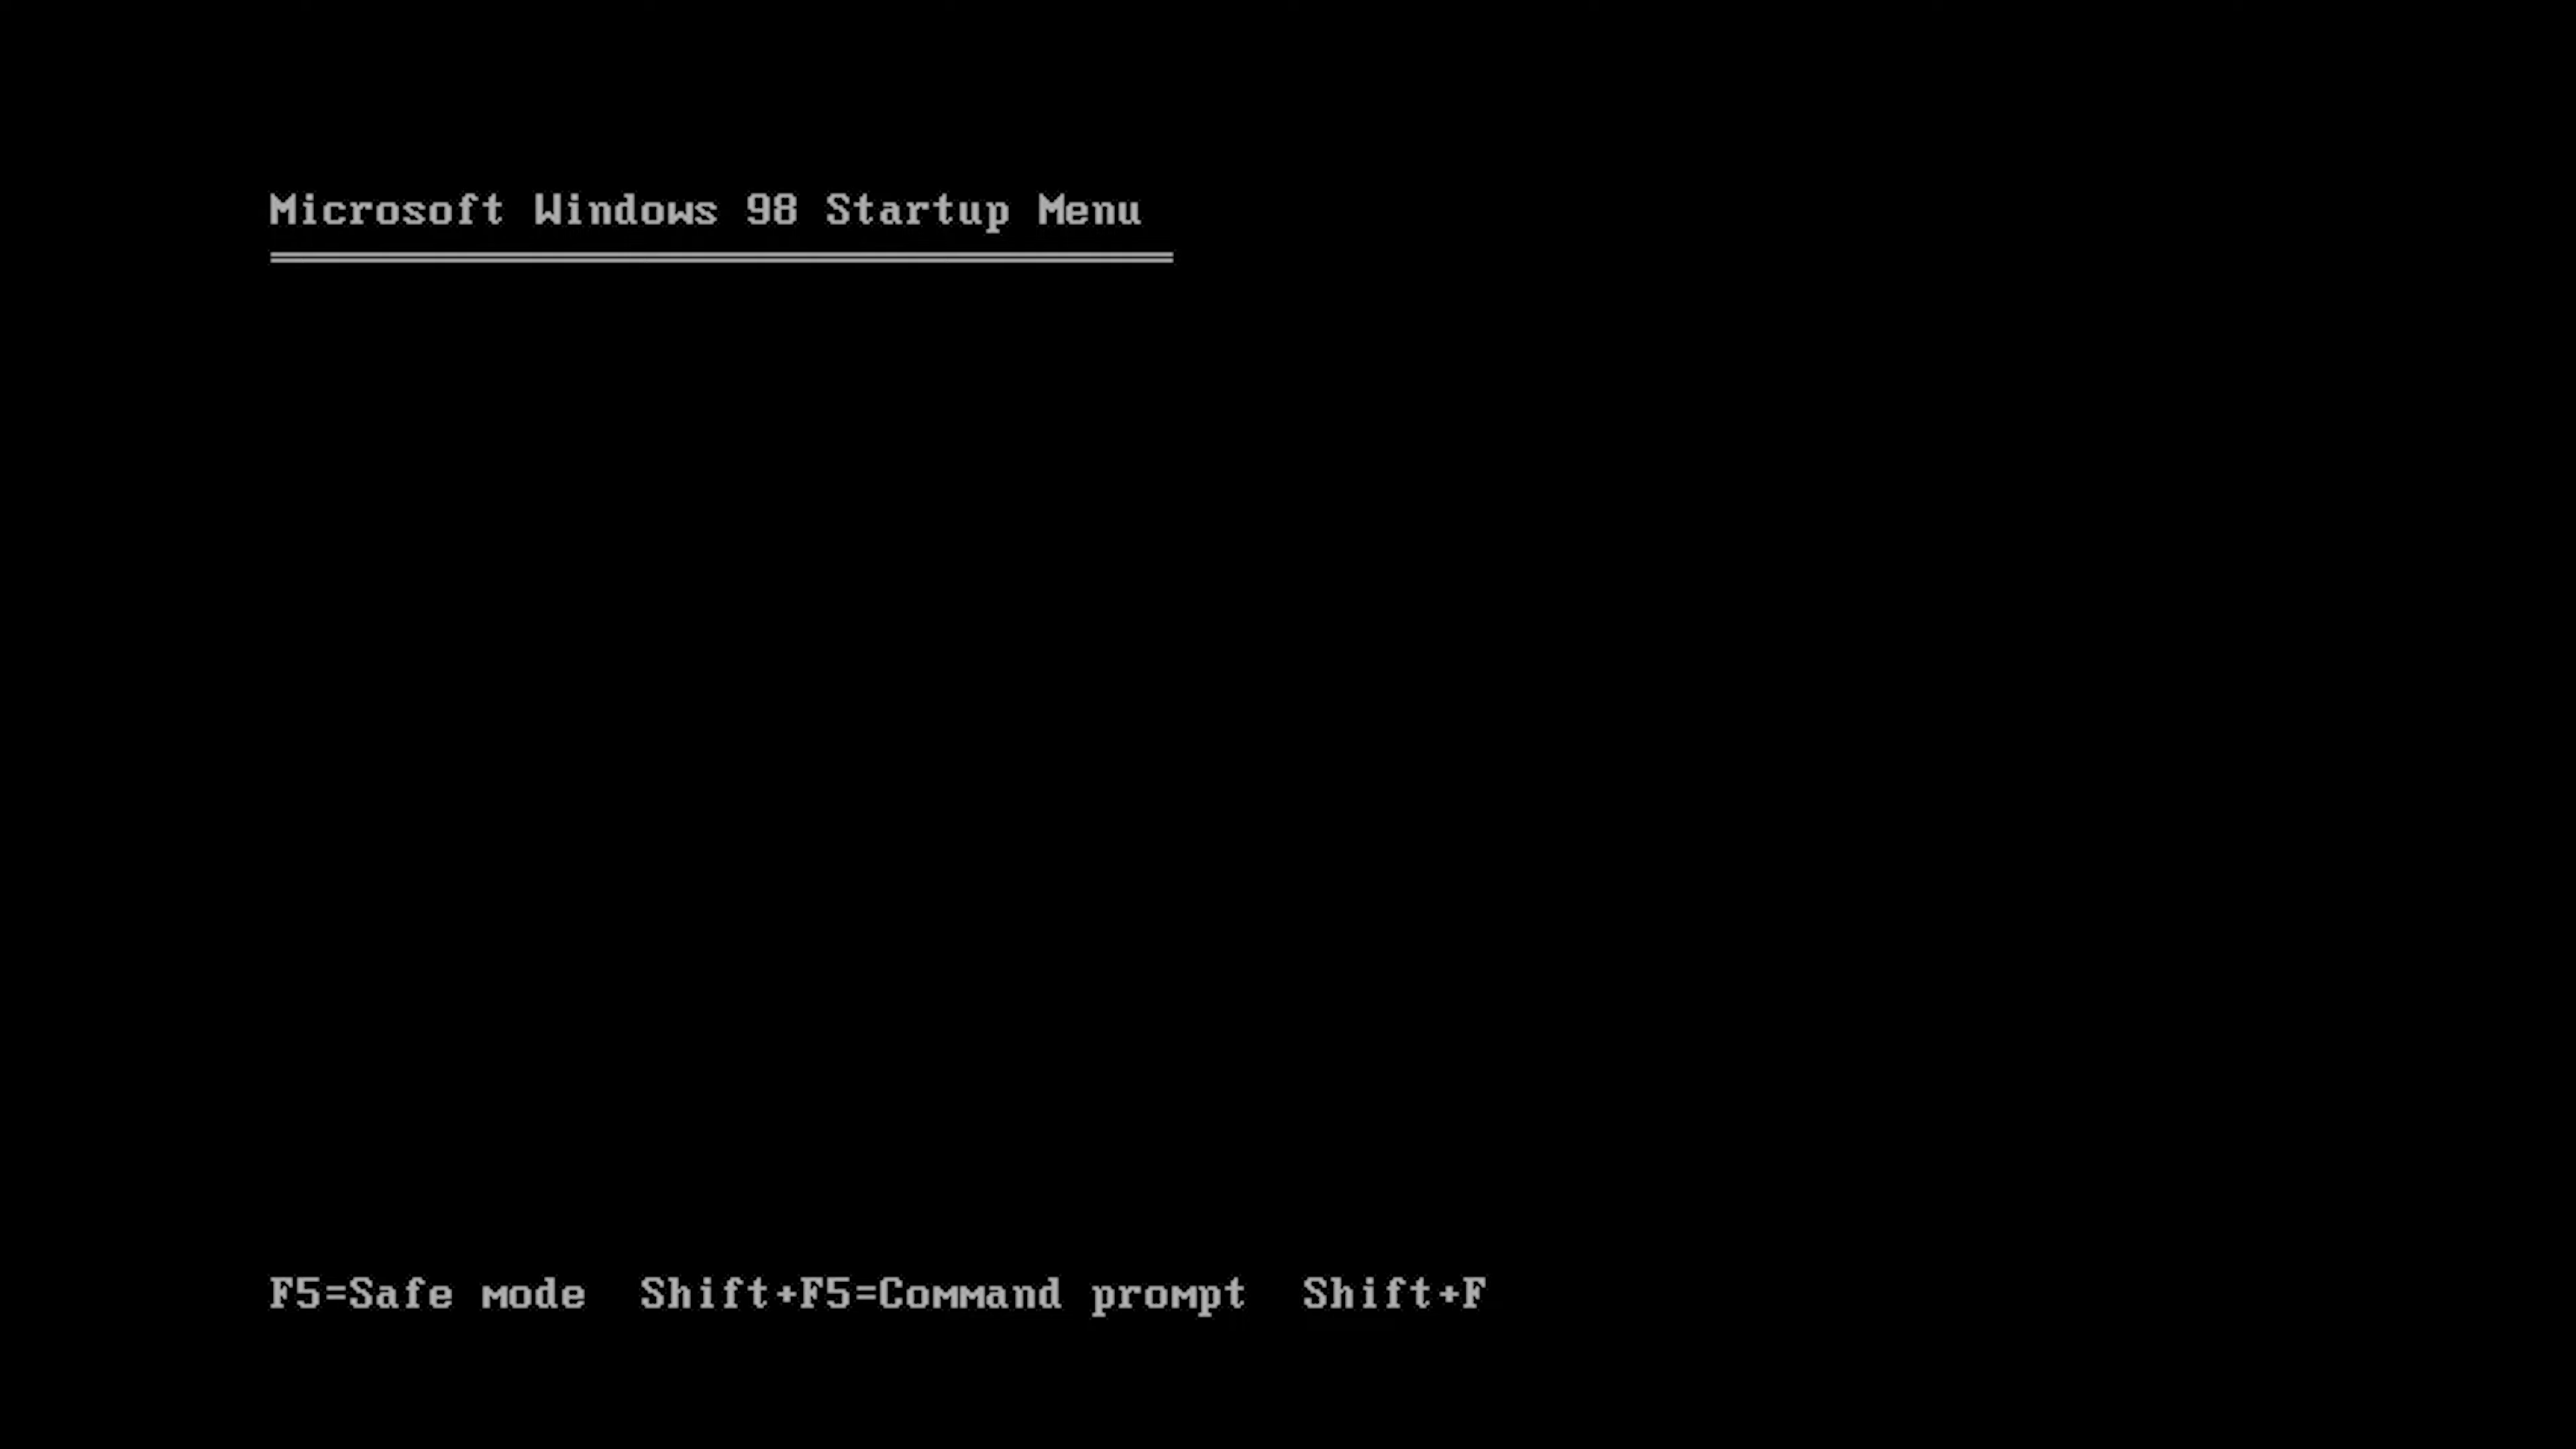 Microsoft Windows 98 Startup Menu
F5=Safe mode  Shift+F5=Command prompt  Shift+F